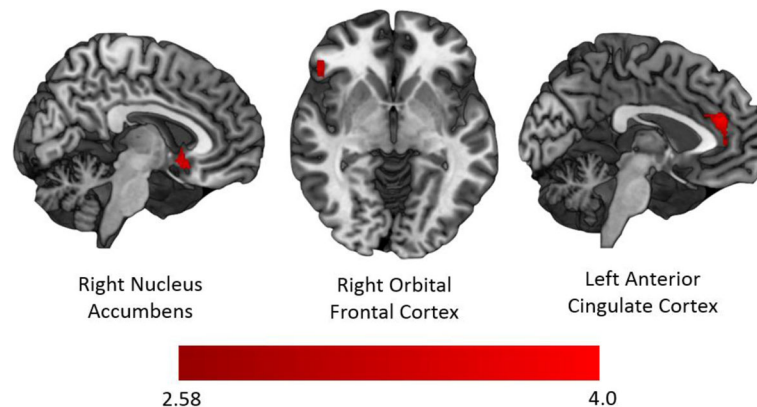 Right Nucleus
Accumbens
Right Orbital
Frontal Cortex
Left Anterior
Cingulate Cortex
2.58
4.0